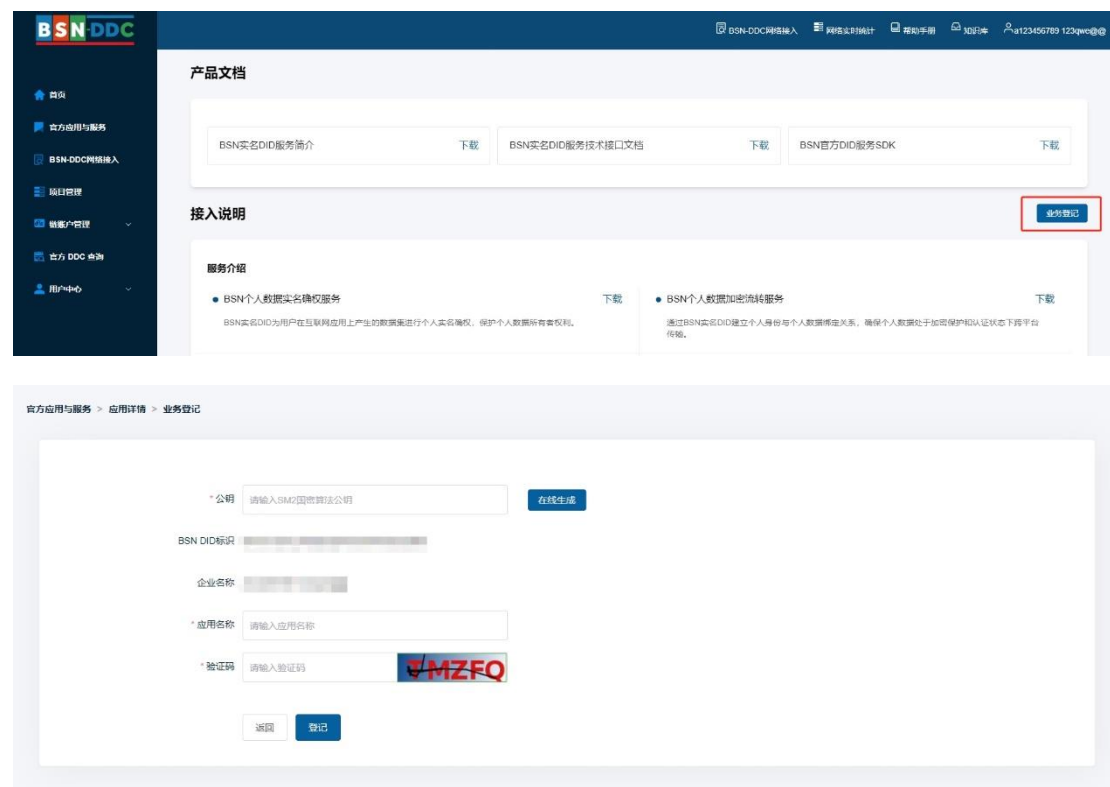 BSN-DDC
BSN-DDC网络接入 网络实时统计 帮助手册 知识库 a123456789 123qwe@@
首页
官方应用与服务
BSN-DDC网络接入
项目管理
链账户管理
官方 DDC 查询
用户中心
产品文档
BSN实名DID服务简介 下载 BSN实名DID服务技术接口文档 下载 BSN官方DID服务SDK 下载
接入说明 业务登记
服务介绍
BSN个人数据实名确权服务 下载 BSN个人数据加密流转服务 下载
BSN实名DID为用户在互联网应用上产生的数据集进行个人实名确权，保护个人数据所有者权利。
通过BSN实名DID建立个人身份与个人数据绑定关系，确保个人数据处于加密保护和认证状态下跨平台
传输。
官方应用与服务 > 应用详情 > 业务登记
* 公钥 请输入SM2国密算法公钥 在线生成
BSN DID标识
企业名称
* 应用名称 请输入应用名称
* 验证码 请输入验证码 TMZFQ
返回 登记